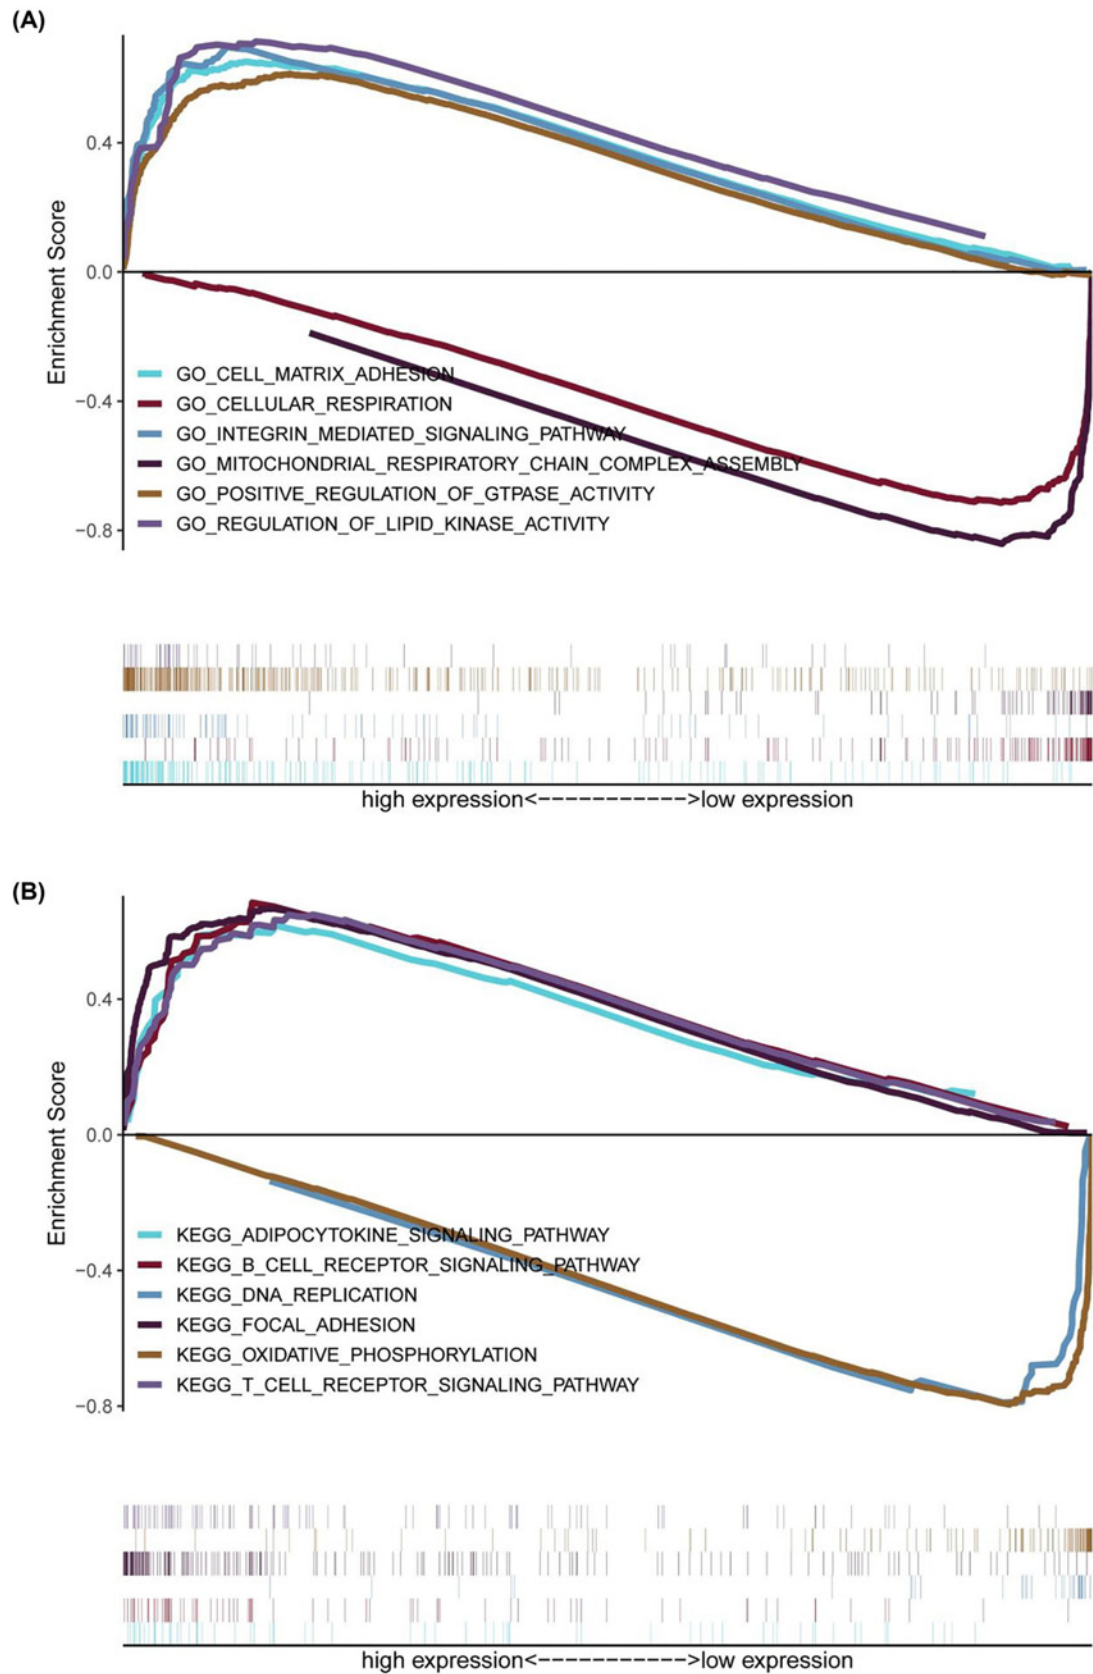 (A)
Enrichment Score
0.4
0.0
−0.4
−0.8
GO_CELL_MATRIX_ADHESION
GO_CELLULAR_RESPIRATION
GO_INTEGRIN_MEDIATED_SIGNALING_PATHWAY
GO_MITOCHONDRIAL_RESPIRATORY_CHAIN_COMPLEX_ASSEMBLY
GO_POSITIVE_REGULATION_OF_GTPASE_ACTIVITY
GO_REGULATION_OF_LIPID_KINASE_ACTIVITY
high expression<----------->low expression
(B)
Enrichment Score
0.4
0.0
−0.4
−0.8
KEGG_ADIPOCYTOKINE_SIGNALING_PATHWAY
KEGG_B_CELL_RECEPTOR_SIGNALING_PATHWAY
KEGG_DNA_REPLICATION
KEGG_FOCAL_ADHESION
KEGG_OXIDATIVE_PHOSPHORYLATION
KEGG_T_CELL_RECEPTOR_SIGNALING_PATHWAY
high expression<----------->low expression